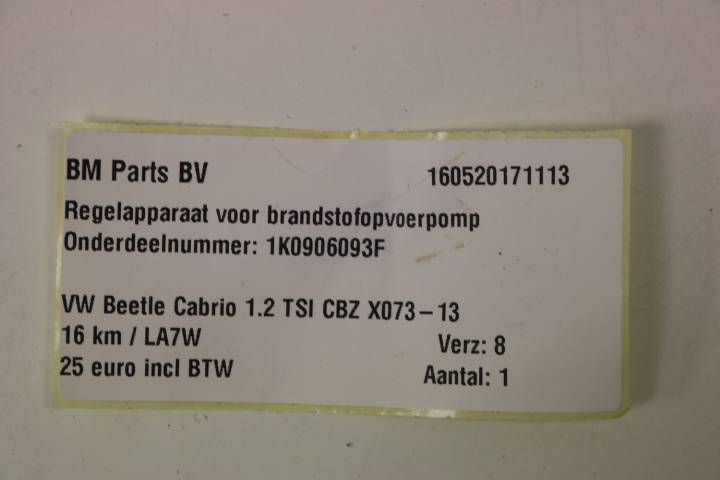 BM Parts BV 160520171113
Regelapparaat voor brandstofopvoerpomp
Onderdeelnummer: 1K0906093F
VW Beetle Cabrio 1.2 TSI CBZ X073-13
16 km / LA7W Verz: 8
25 euro incl BTW Aantal: 1